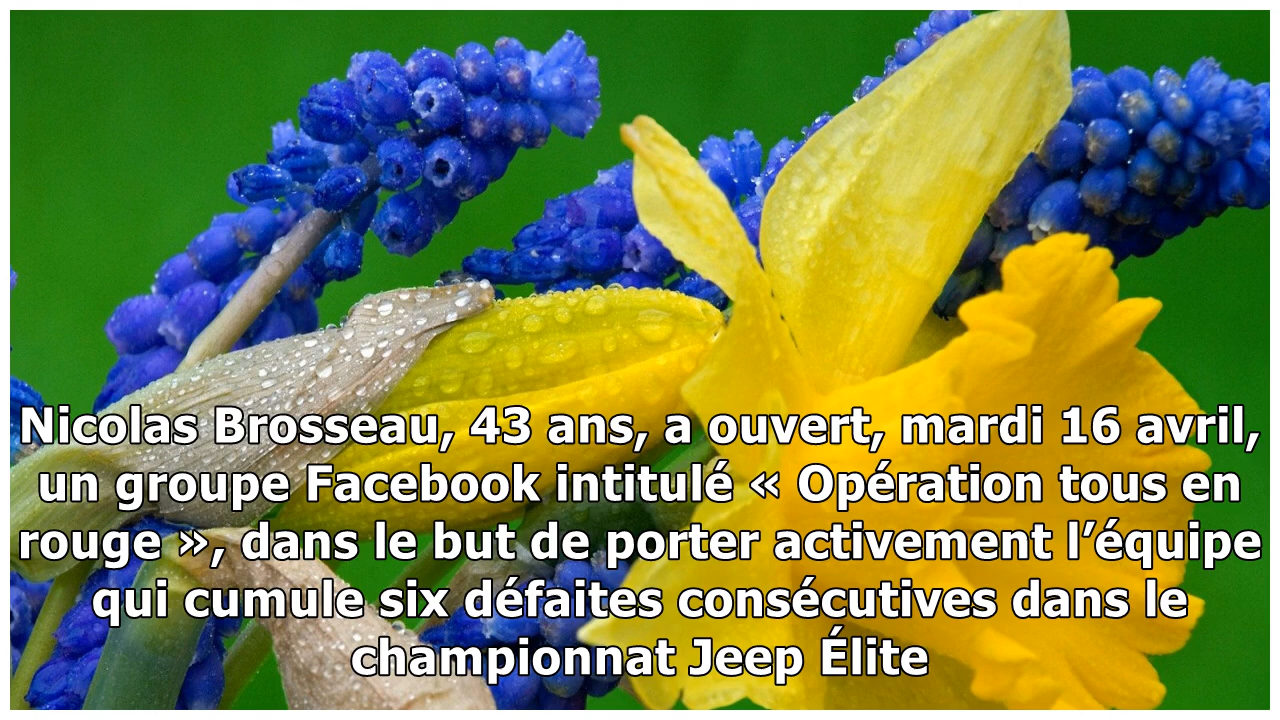 Nicolas Brosseau, 43 ans, a ouvert, mardi 16 avril,
un groupe Facebook intitulé « Opération tous en
rouge », dans le but de porter activement l’équipe
qui cumule six défaites consécutives dans le
championnat Jeep Élite